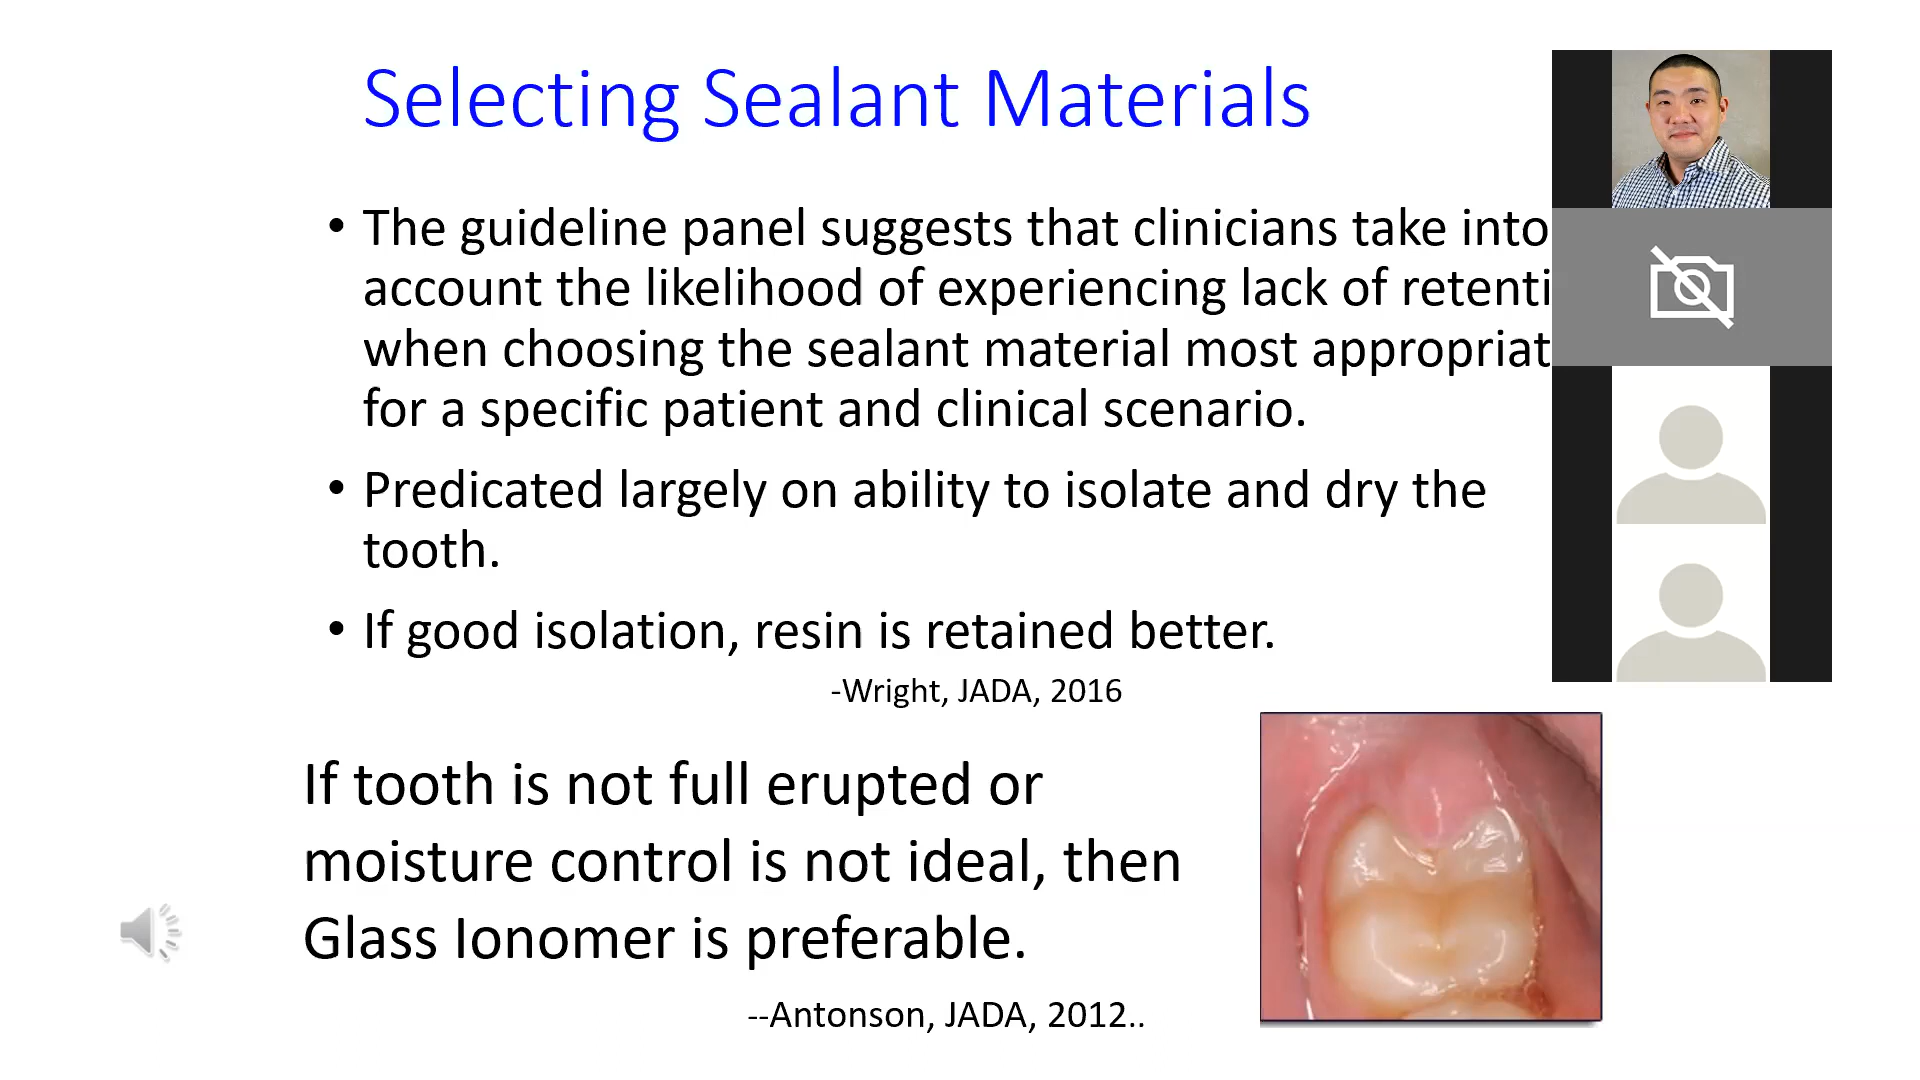 Selecting Sealant Materials
• The guideline panel suggests that clinicians take into
account the likelihood of experiencing lack of retenti
when choosing the sealant material most appropriat
for a specific patient and clinical scenario.
• Predicated largely on ability to isolate and dry the
tooth.
• If good isolation, resin is retained better.
-Wright, JADA, 2016
If tooth is not full erupted or
moisture control is not ideal, then
Glass Ionomer is preferable.
--Antonson, JADA, 2012..